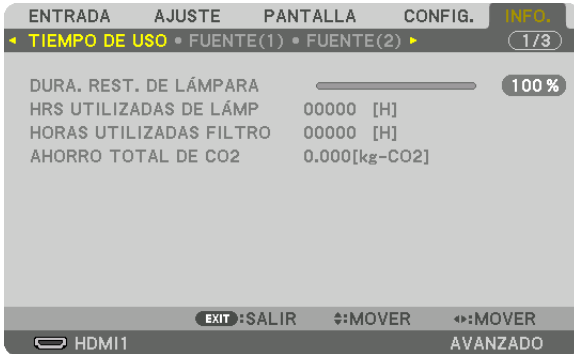 ENTRADA AJUSTE PANTALLA CONFIG. INFO.
TIEMPO DE USO • FUENTE(1) • FUENTE(2) 1/3
DURA. REST. DE LÁMPARA 100 %
HRS UTILIZADAS DE LÁMP 00000 [H]
HORAS UTILIZADAS FILTRO 00000 [H]
AHORRO TOTAL DE CO2 0.000[kg-CO2]
EXIT :SALIR :MOVER :MOVER
HDMI1 AVANZADO